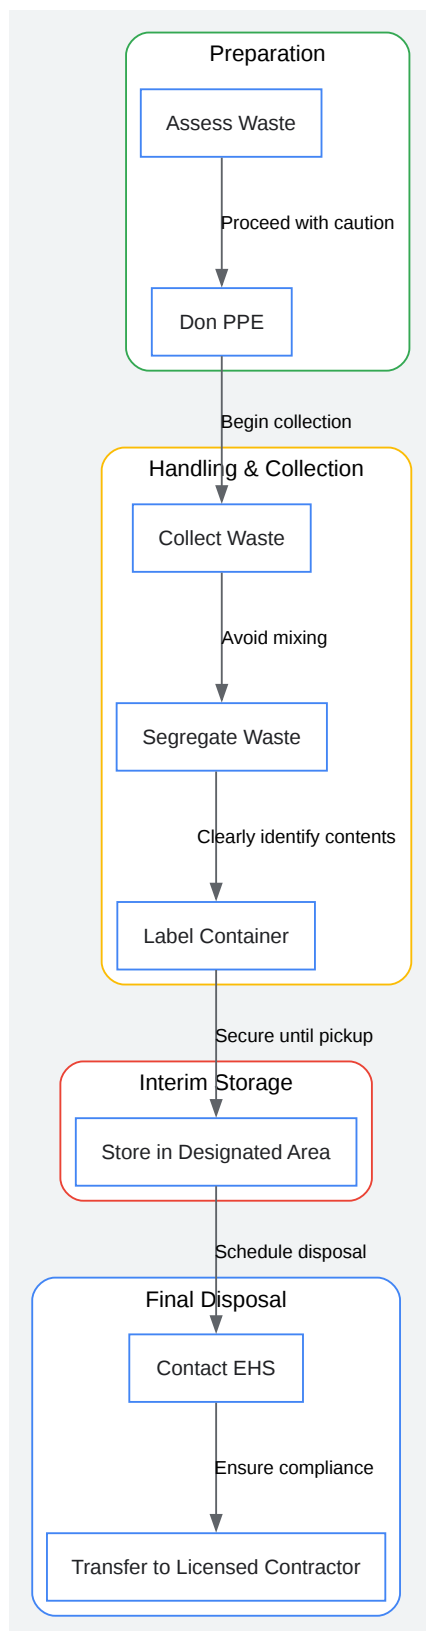 Preparation
Assess Waste
Proceed with caution
Don PPE
Begin collection
Handling & Collection
Collect Waste
Avoid mixing
Segregate Waste
Clearly identify contents
Label Container
Secure until pickup
Interim Storage
Store in Designated Area
Schedule disposal
Final Disposal
Contact EHS
Ensure compliance
Transfer to Licensed Contractor